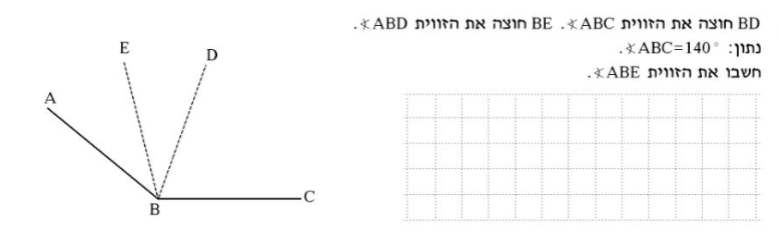 BD חוצה את הזווית ABC∢. BE חוצה את הזווית ABD∢.
נתון: ABC=140°∢.
חשבו את הזווית ABE∢.
E
D
A
B
C